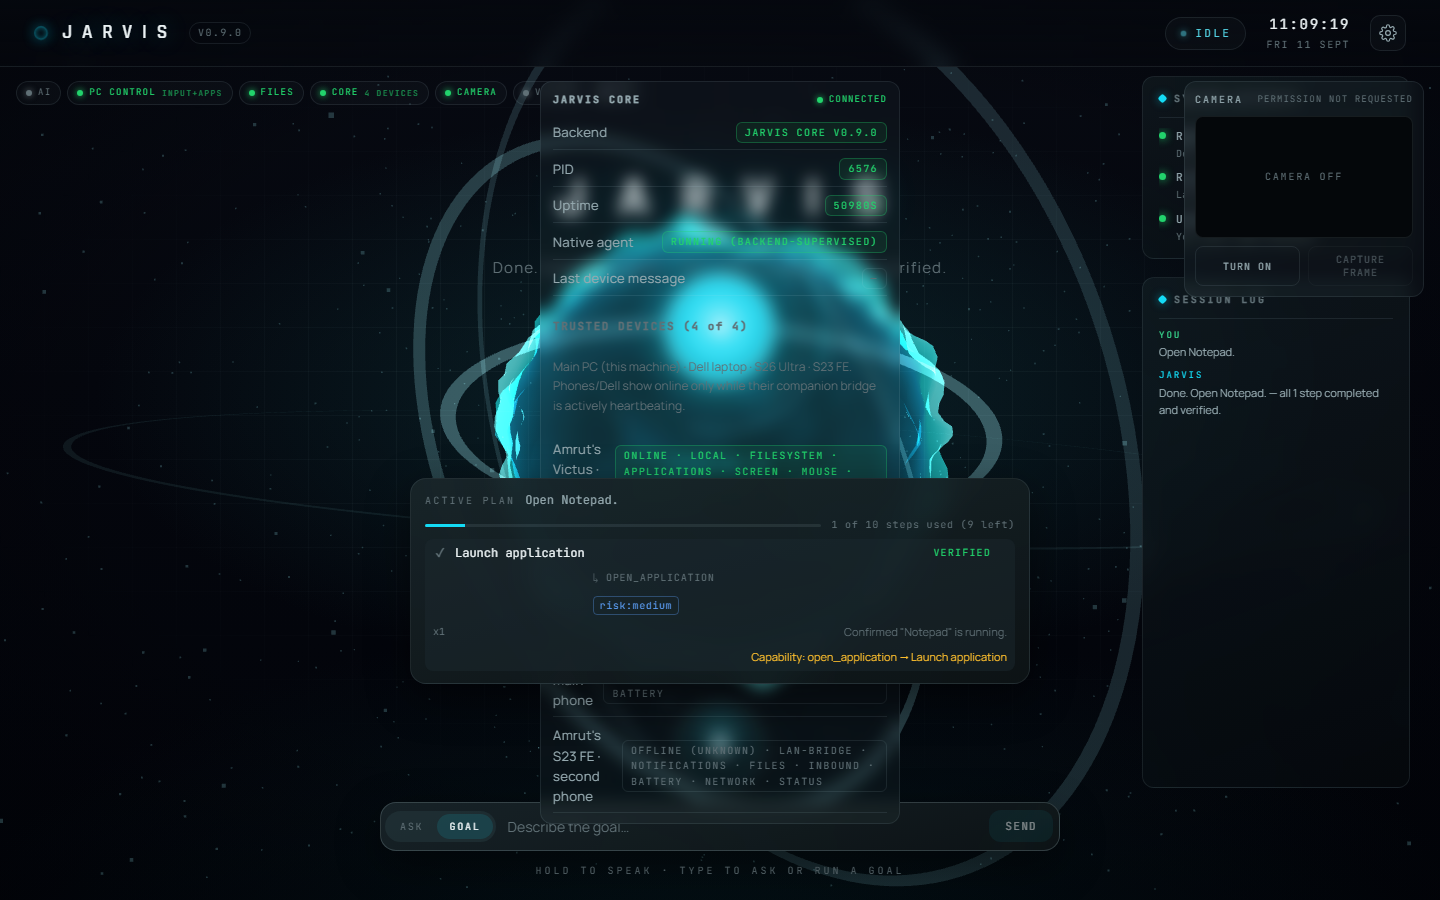 JARVIS
V0.9.0
IDLE
11:09:19
FRI 11 SEPT
AI
PC CONTROL INPUT+APPS
FILES
CORE 4 DEVICES
CAMERA
V
JARVIS CORE
CONNECTED
Backend
JARVIS CORE V0.9.0
PID
6576
Uptime
50980S
Native agent
RUNNING (BACKEND-SUPERVISED)
Last device message
TRUSTED DEVICES (4 of 4)
Main PC (this machine) · Dell laptop · S26 Ultra · S23 FE.
Phones/Dell show online only while their companion bridge
is actively heartbeating.
Amrut's
Victus ·
ONLINE · LOCAL · FILESYSTEM ·
APPLICATIONS · SCREEN · MOUSE ·
JARVIS
Done.
rified.
ACTIVE PLAN Open Notepad.
1 of 10 steps used (9 left)
✓ Launch application
VERIFIED
↳ OPEN_APPLICATION
risk:medium
x1
Confirmed "Notepad" is running.
Capability: open_application → Launch application
phone
BATTERY
Amrut's
S23 FE ·
second
phone
OFFLINE (UNKNOWN) · LAN-BRIDGE ·
NOTIFICATIONS · FILES · INBOUND ·
BATTERY · NETWORK · STATUS
ASK
GOAL
Describe the goal…
SEND
HOLD TO SPEAK · TYPE TO ASK OR RUN A GOAL
CAMERA
PERMISSION NOT REQUESTED
CAMERA OFF
TURN ON
CAPTURE
FRAME
SESSION LOG
YOU
Open Notepad.
JARVIS
Done. Open Notepad. — all 1 step completed
and verified.